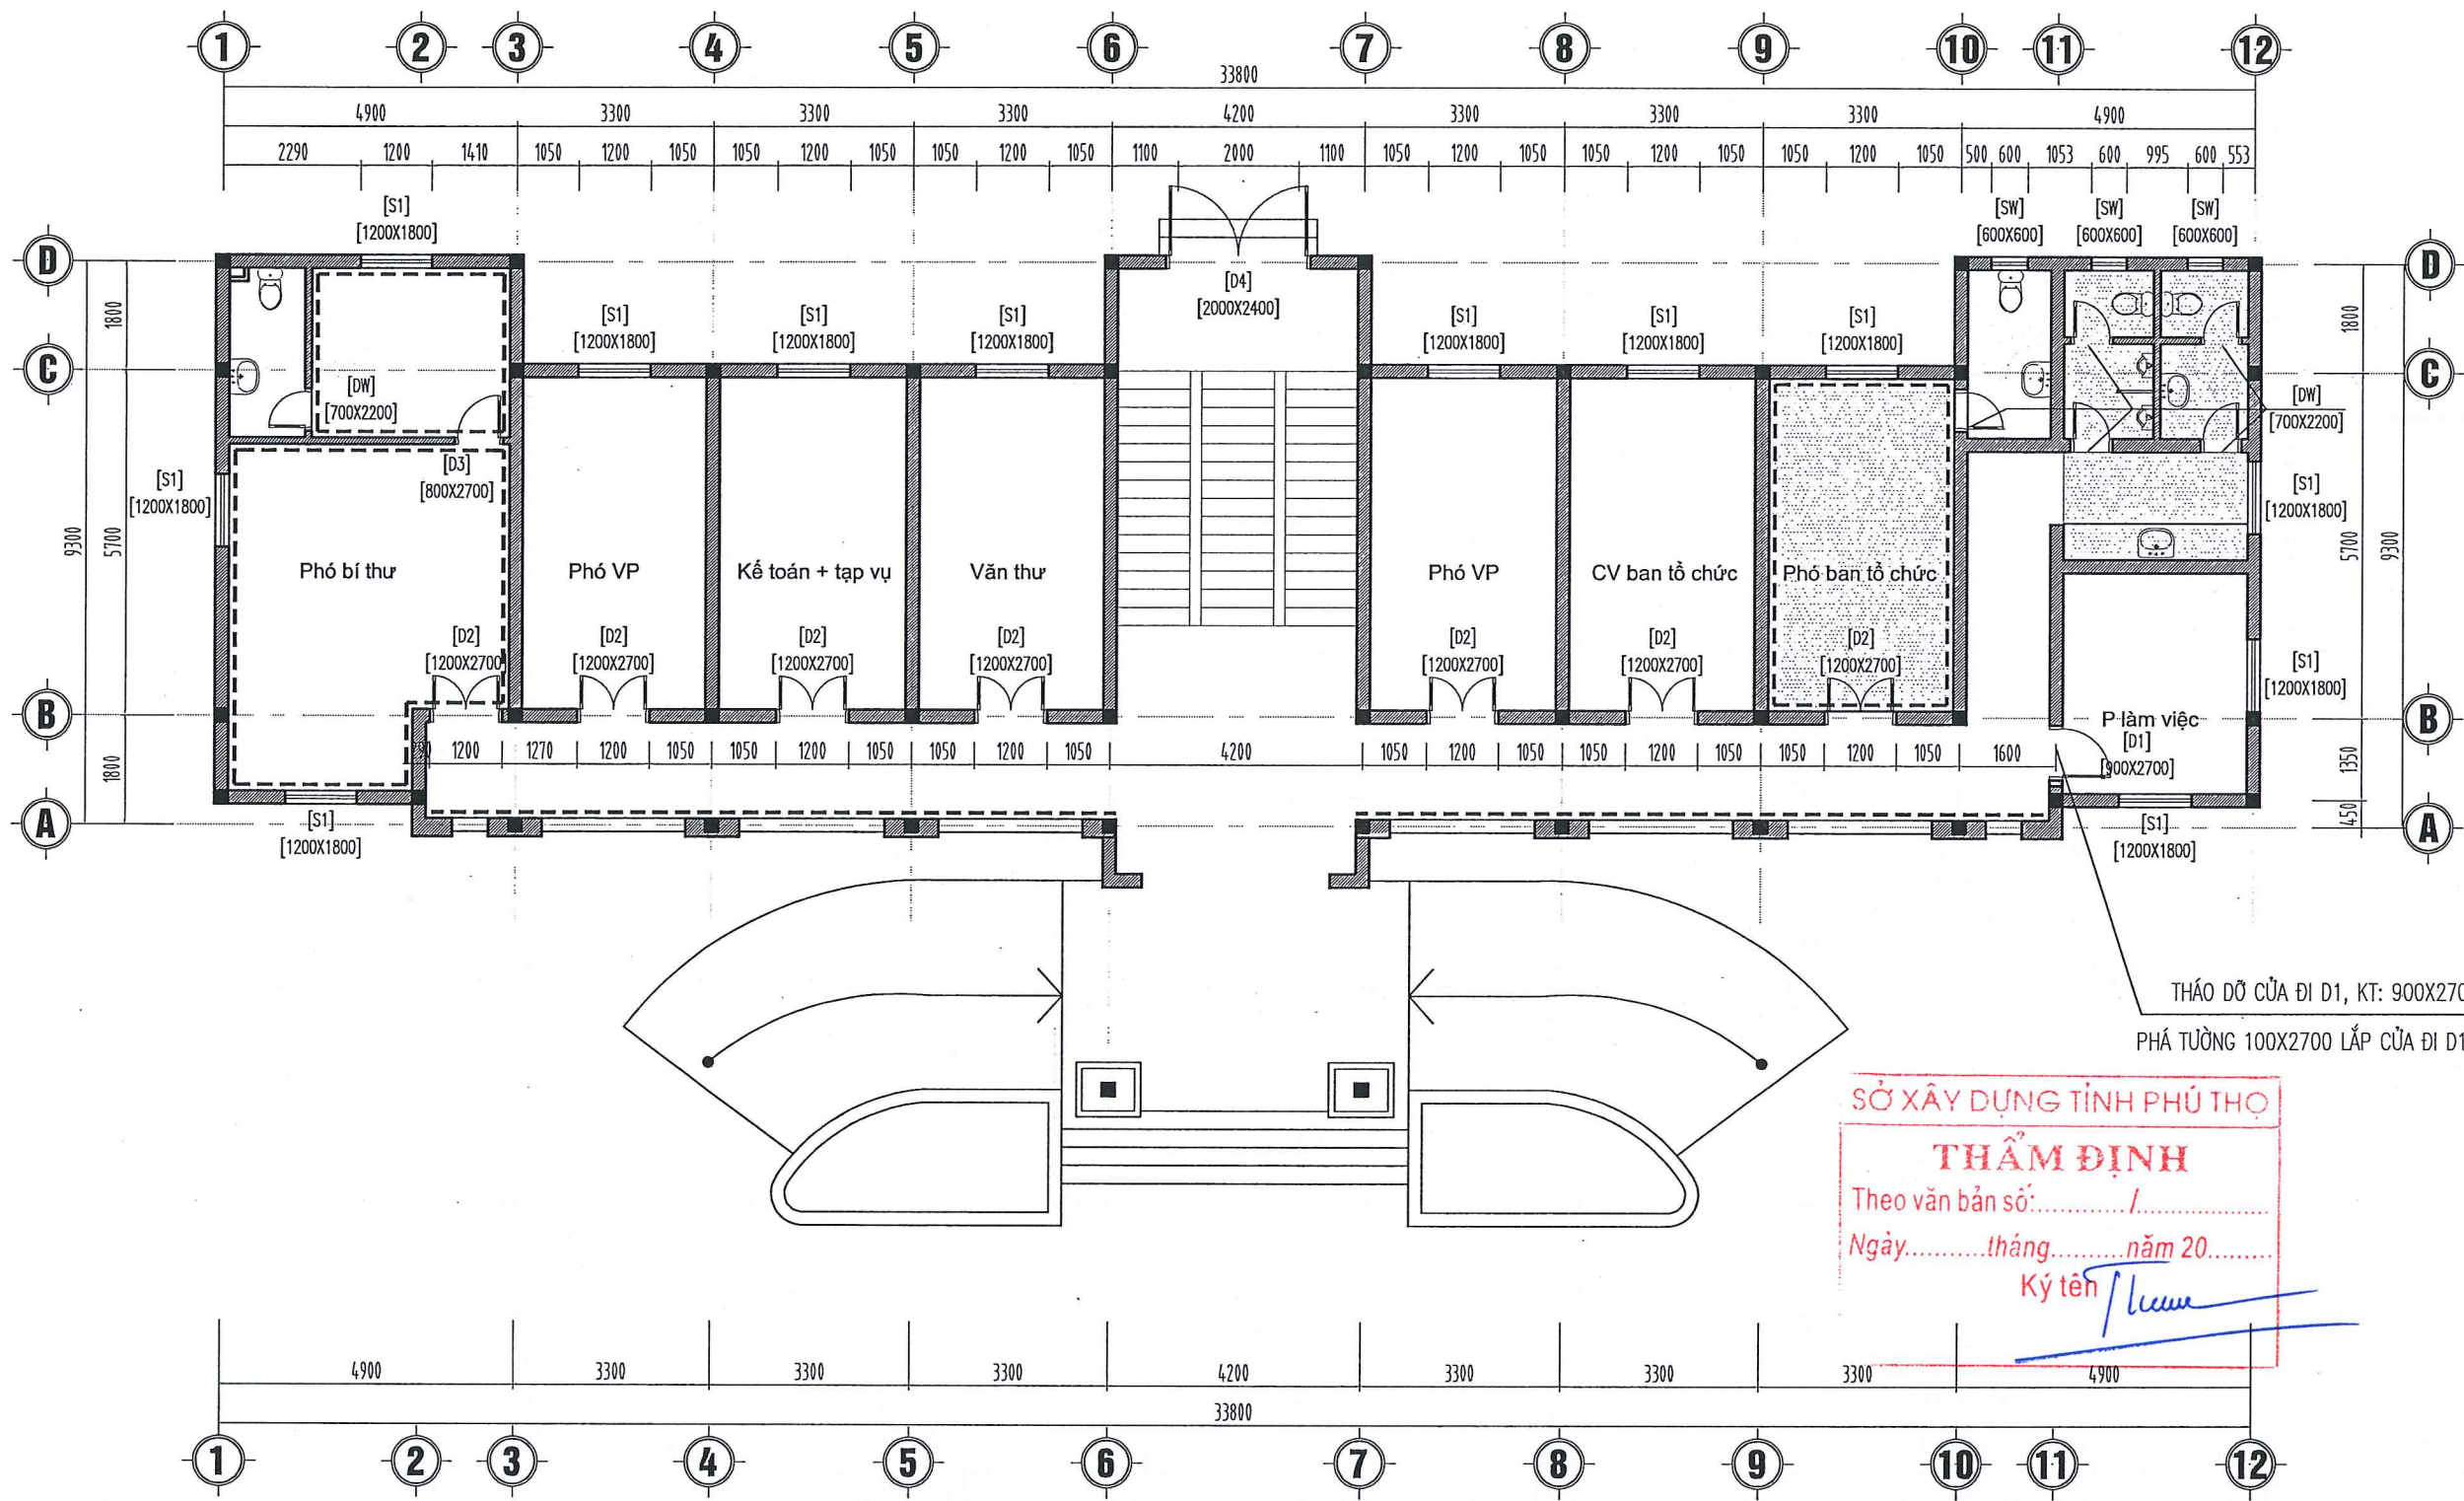 1 2 3 4 5 6 7 8 9 10 11 12
33800
4900 3300 3300 3300 4200 3300 3300 3300 4900
2290 1200 1410 1050 1200 1050 1050 1200 1050 1050 1200 1050 1100 2000 1100 1050 1200 1050 1050 1200 1050 1050 1200 1050 500 600 1053 600 995 600 553
[S1] [SW] [SW] [SW]
[1200X1800] [600X600] [600X600] [600X600]
D D
[D4]
[2000X2400]
1800 1800
[S1] [S1] [S1] [S1] [S1] [S1]
[1200X1800] [1200X1800] [1200X1800] [1200X1800] [1200X1800] [1200X1800]
C C
[DW] [DW]
[700X2200] [700X2200]
[D3]
[800X2700]
[S1] [S1]
[1200X1800] [1200X1800]
9300 5700 5700 9300
Phó bí thư Phó VP Kế toán + tạp vụ Văn thư Phó VP CV ban tổ chức Phó ban tổ chức
[D2] [D2] [D2] [D2] [D2] [D2] [D2] [S1]
[1200X2700] [1200X2700] [1200X2700] [1200X2700] [1200X2700] [1200X2700] [1200X2700] [1200X1800]
B B
P làm việc
[D1]
[900X2700]
1200 1270 1200 1050 1050 1200 1050 1050 1200 1050 4200 1050 1200 1050 1050 1200 1050 1050 1200 1050 1600
1800 1350
450
A A
[S1] [S1]
[1200X1800] [1200X1800]
THÁO DỠ CỬA ĐI D1, KT: 900X270
PHÁ TƯỜNG 100X2700 LẮP CỬA ĐI D1
SỞ XÂY DỰNG TỈNH PHÚ THỌ
THẨM ĐỊNH
Theo văn bản số:............/...................
Ngày...........tháng..........năm 20.........
Ký tên
4900 3300 3300 3300 4200 3300 3300 3300 4900
33800
1 2 3 4 5 6 7 8 9 10 11 12